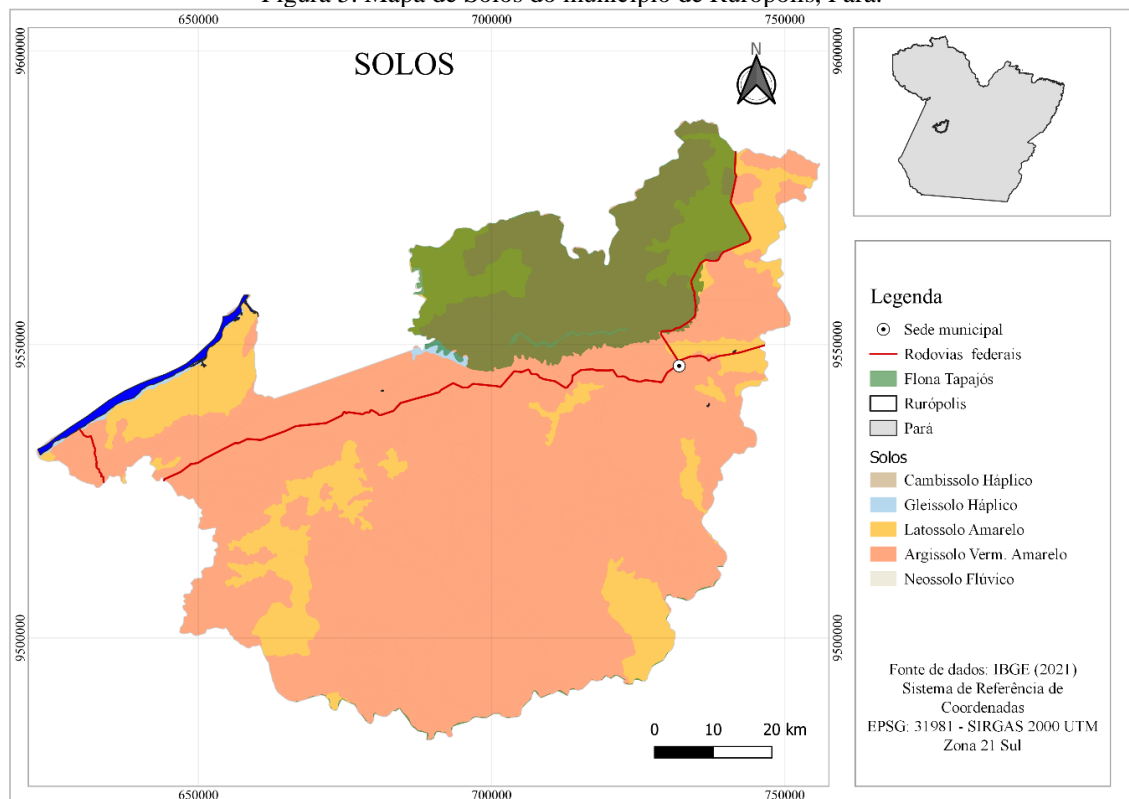 Figura 3. Mapa de Solos do município de Rurópolis, Pará.
650000
700000
750000
9600000
9600000
SOLOS
N
9550000
9550000
9500000
9500000
0 10 20 km
650000
700000
750000
Legenda
Sede municipal
Rodovias federais
Flona Tapajós
Rurópolis
Pará
Solos
Cambissolo Háplico
Gleissolo Háplico
Latossolo Amarelo
Argissolo Verm. Amarelo
Neossolo Flúvico
Fonte de dados: IBGE (2021)
Sistema de Referência de
Coordenadas
EPSG: 31981 - SIRGAS 2000 UTM
Zona 21 Sul